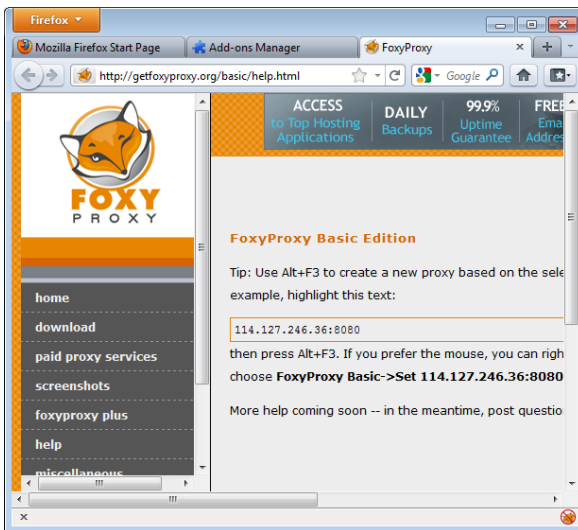 Firefox
Mozilla Firefox Start Page
Add-ons Manager
FoxyProxy
http://getfoxyproxy.org/basic/help.html
Google
FOXY
PROXY
home
download
paid proxy services
screenshots
foxyproxy plus
help
miscellaneous
ACCESS
to Top Hosting
Applications
DAILY
Backups
99.9%
Uptime
Guarantee
FREE
Ema
Addres
FoxyProxy Basic Edition
Tip: Use Alt+F3 to create a new proxy based on the sele
example, highlight this text:
114.127.246.36:8080
then press Alt+F3. If you prefer the mouse, you can righ
choose FoxyProxy Basic->Set 114.127.246.36:8080
More help coming soon -- in the meantime, post questio